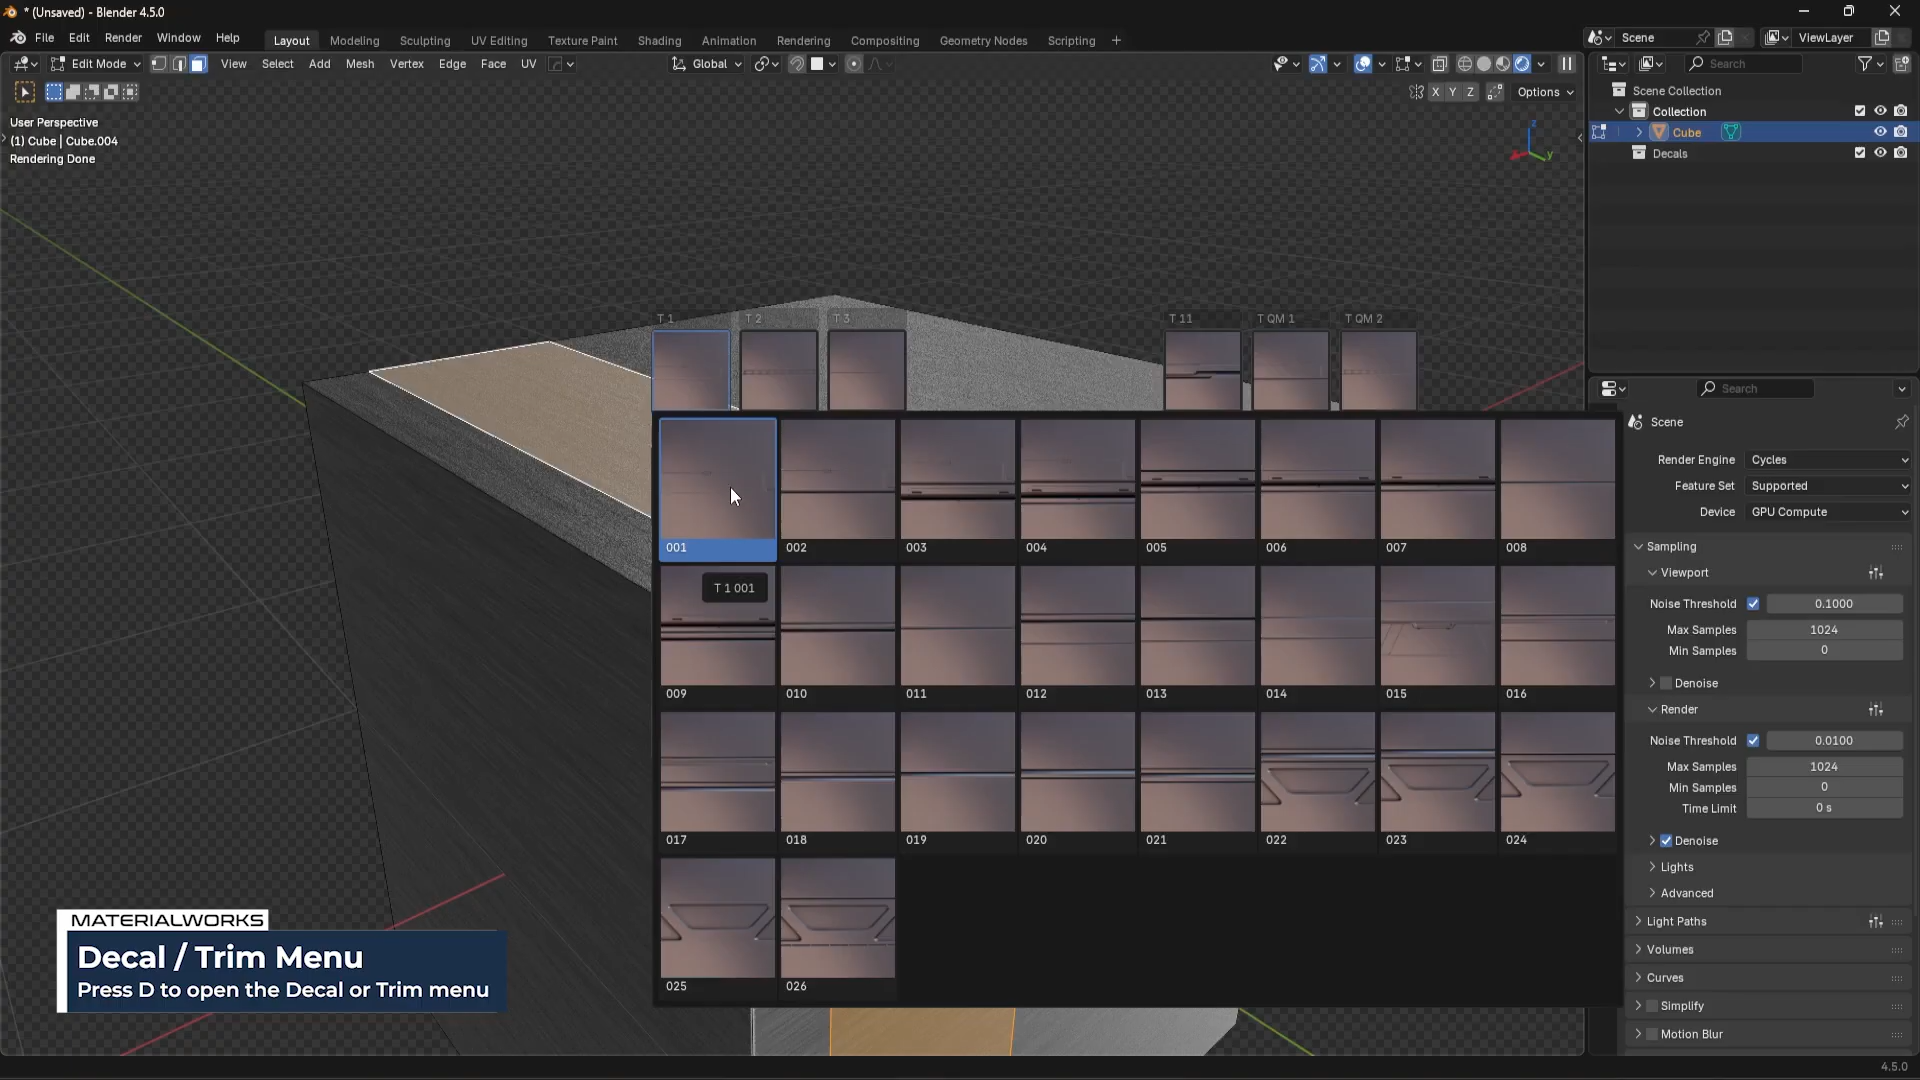 * (Unsaved) - Blender 4.5.0
File Edit Render Window Help
Layout Modeling Sculpting UV Editing Texture Paint Shading Animation Rendering Compositing Geometry Nodes Scripting +
Scene ViewLayer
Edit Mode View Select Add Mesh Vertex Edge Face UV
Global
Search
X Y Z Options
User Perspective
(1) Cube | Cube.004
Rendering Done
Scene Collection
Collection
Cube
Decals
z
y
T 1 T 2 T 3 T 11 T QM 1 T QM 2
001 002 003 004 005 006 007 008
T 1 001
009 010 011 012 013 014 015 016
017 018 019 020 021 022 023 024
025 026
Search
Scene
Render Engine Cycles
Feature Set Supported
Device GPU Compute
Sampling
Viewport
Noise Threshold 0.1000
Max Samples 1024
Min Samples 0
Denoise
Render
Noise Threshold 0.0100
Max Samples 1024
Min Samples 0
Time Limit 0 s
Denoise
Lights
Advanced
Light Paths
Volumes
Curves
Simplify
Motion Blur
MATERIALWORKS
Decal / Trim Menu
Press D to open the Decal or Trim menu
4.5.0